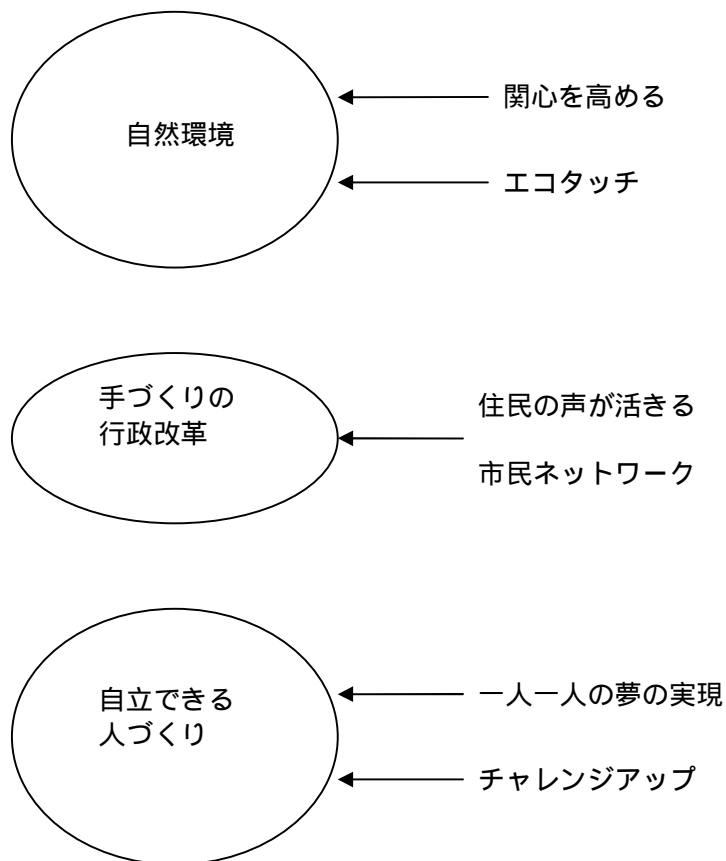 自然環境
関心を高める
エコタッチ
手づくりの
行政改革
住民の声が活きる
市民ネットワーク
自立できる
人づくり
一人一人の夢の実現
チャレンジアップ